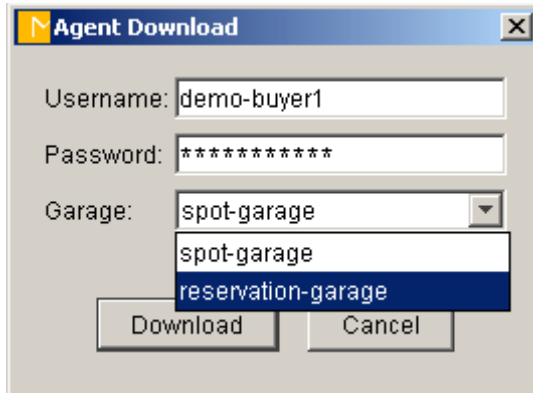 Agent Download
Username: demo-buyer1
Password: ***********
Garage: spot-garage
spot-garage
reservation-garage
Download Cancel